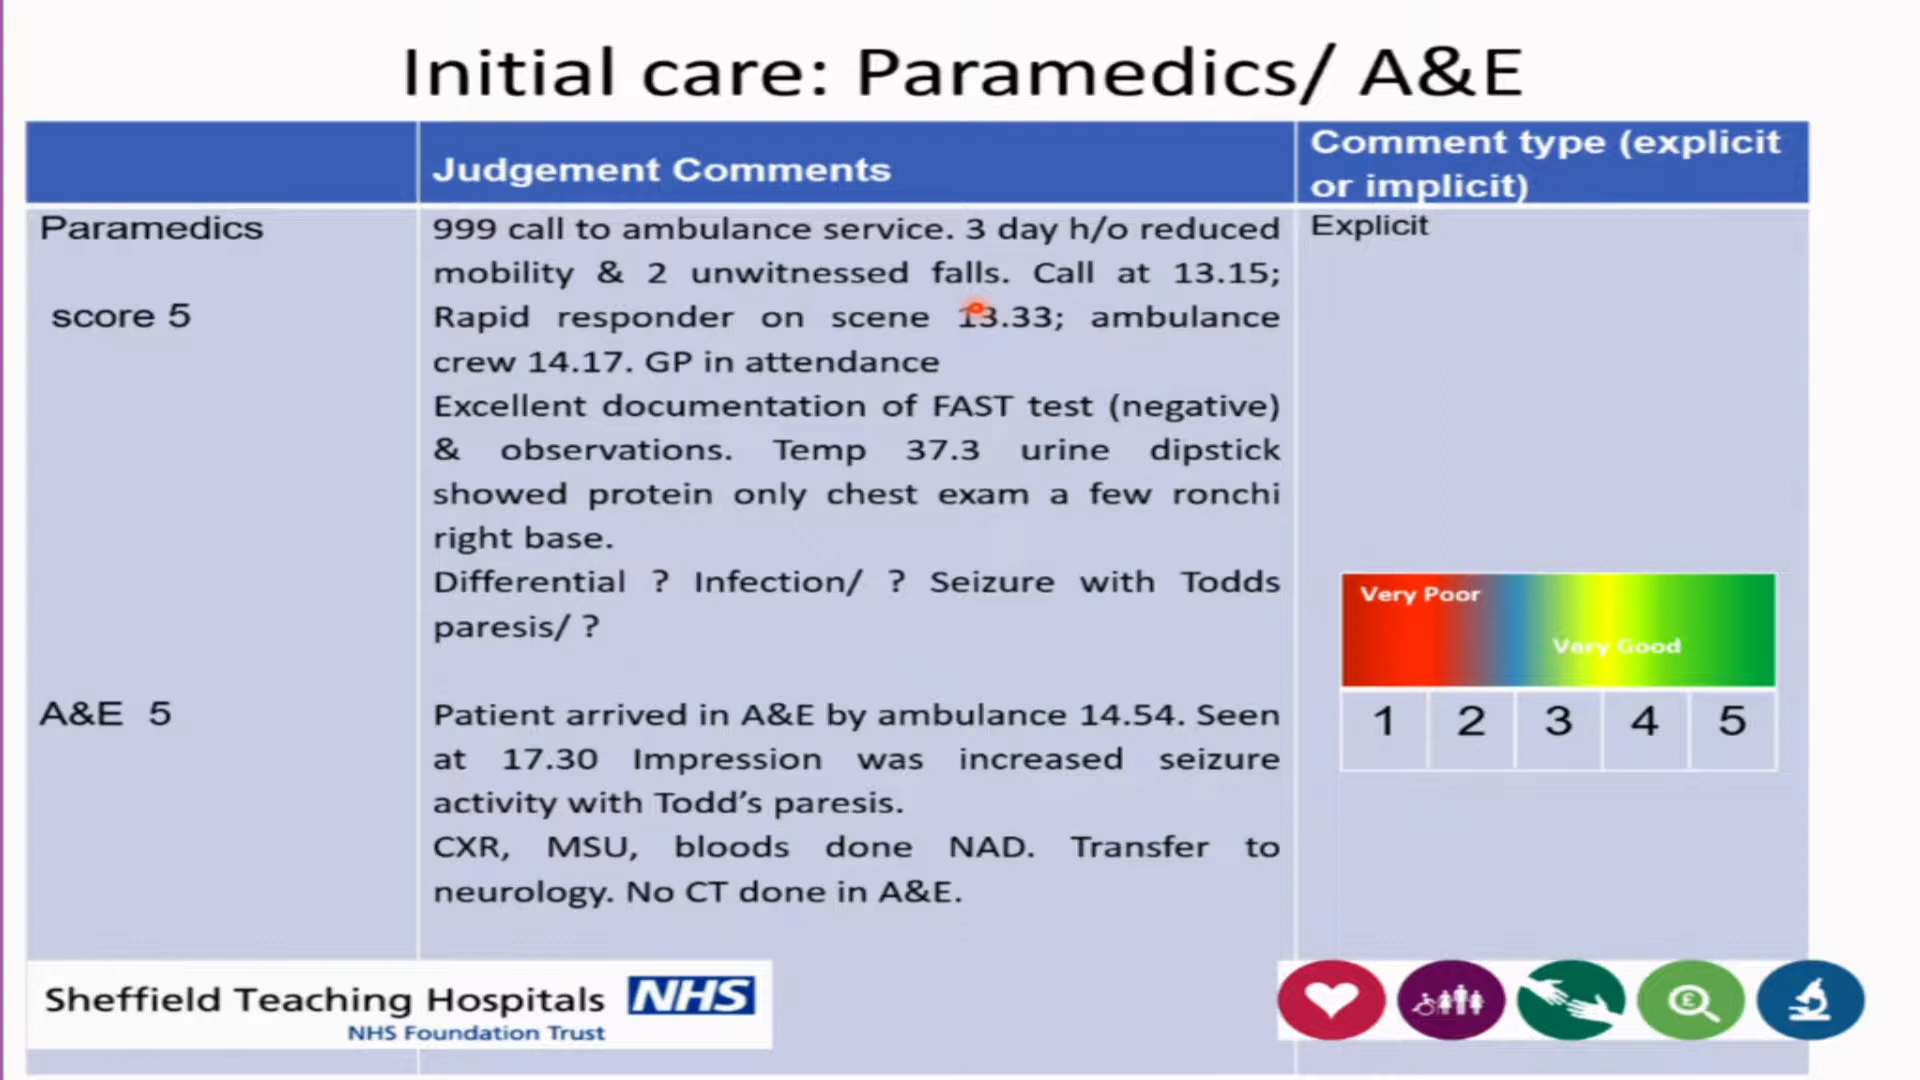 Initial care: Paramedics/ A&E
Judgement Comments
Comment type (explicit
or implicit)
Paramedics
score 5
999 call to ambulance service. 3 day h/o reduced
mobility & 2 unwitnessed falls. Call at 13.15;
Rapid responder on scene 13.33; ambulance
crew 14.17. GP in attendance
Excellent documentation of FAST test (negative)
& observations. Temp 37.3 urine dipstick
showed protein only chest exam a few ronchi
right base.
Differential ? Infection/ ? Seizure with Todds
paresis/ ?
Explicit
A&E 5
Patient arrived in A&E by ambulance 14.54. Seen
at 17.30 Impression was increased seizure
activity with Todd’s paresis.
CXR, MSU, bloods done NAD. Transfer to
neurology. No CT done in A&E.
Very Poor
Very Good
1 2 3 4 5
Sheffield Teaching Hospitals NHS
NHS Foundation Trust
£